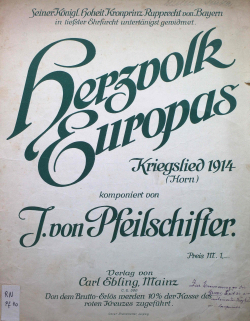 Seiner Königl. Hoheit Kronprinz Rupprecht von Bayern
in tiefster Ehrfurcht untertänigst gewidmet.
Herzvolk
Europas
Kriegslied 1914
(Horn)
komponiert von
J. von Pfeilschifter.
Preis M. 1.
Verlag von
Carl Ebling, Mainz
Von dem Brutto-Erlös werden 10% der Kasse des
roten Kreuzes zugeführt.